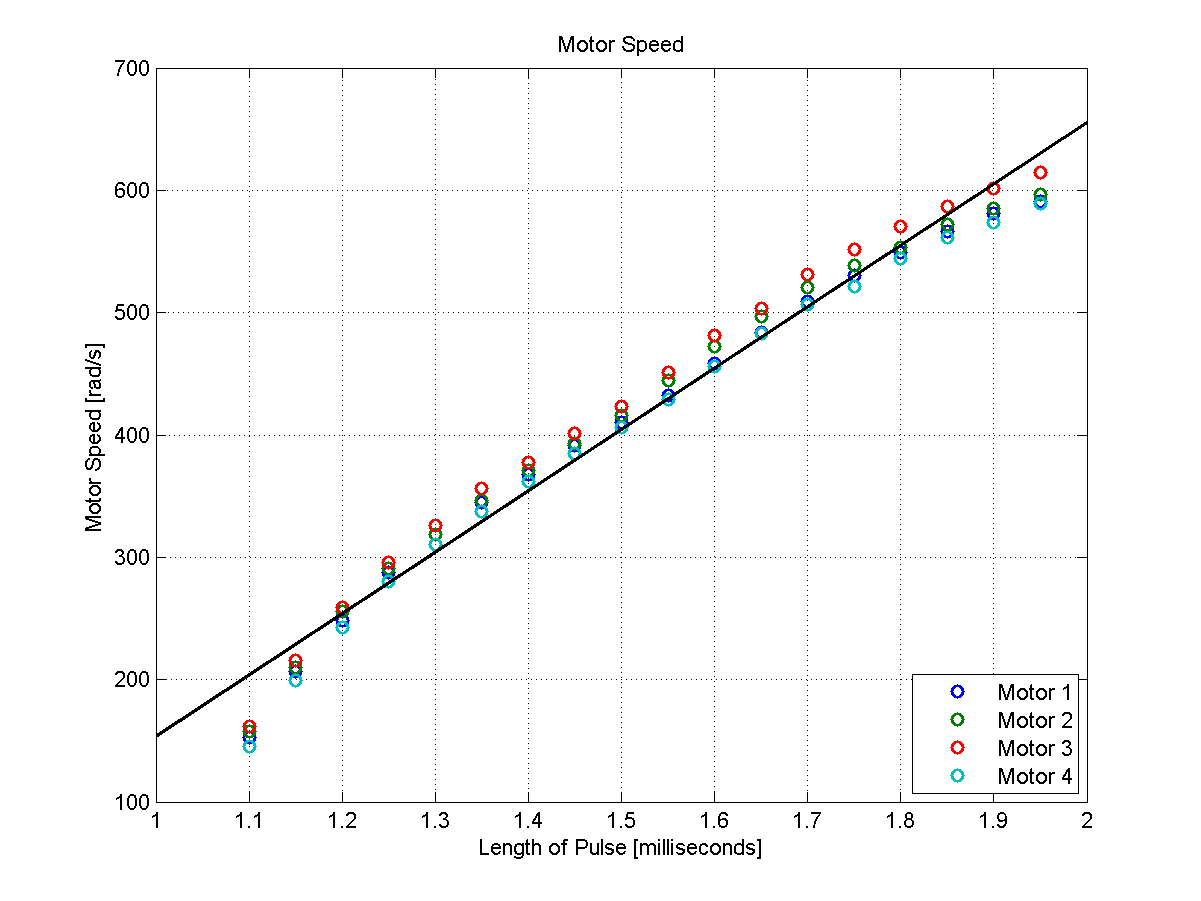 Motor Speed
700
600
500
400
300
200
100
Motor Speed [rad/s]
1 1.1 1.2 1.3 1.4 1.5 1.6 1.7 1.8 1.9 2
Length of Pulse [milliseconds]
Motor 1
Motor 2
Motor 3
Motor 4